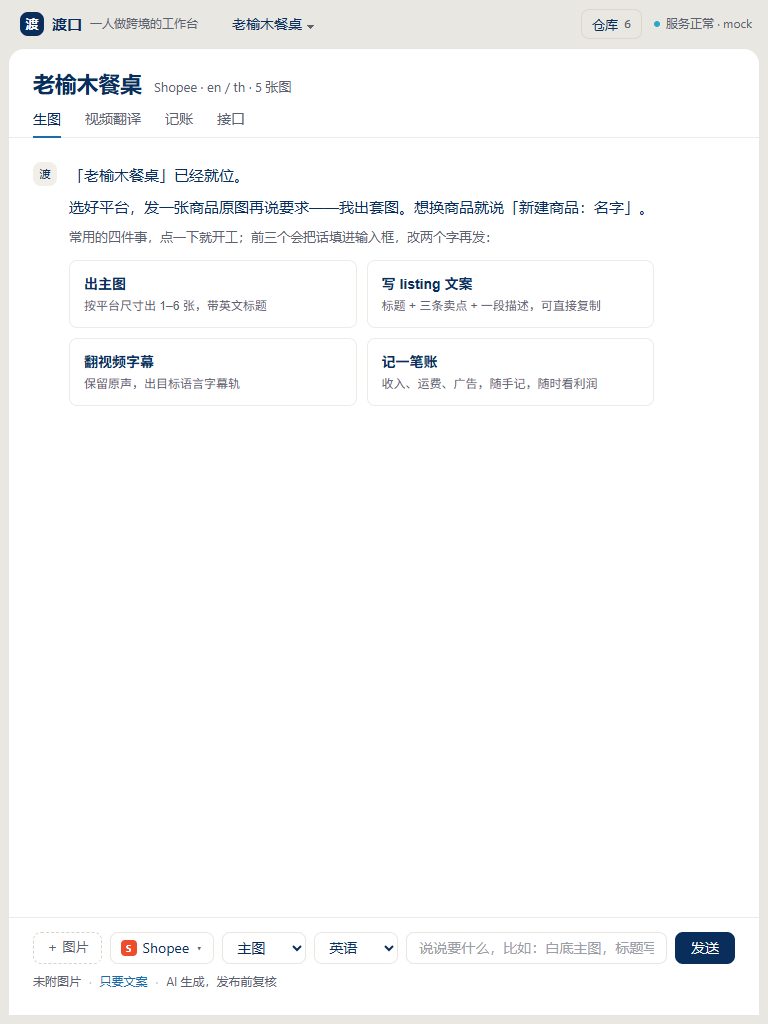 渡 渡口 一人做跨境的工作台 老榆木餐桌 仓库 6 服务正常 · mock
老榆木餐桌 Shopee · en / th · 5 张图
生图 视频翻译 记账 接口
渡 「老榆木餐桌」已经就位。
选好平台，发一张商品原图再说要求——我出套图。想换商品就说「新建商品：名字」。
常用的四件事，点一下就开工；前三个会把话填进输入框，改两个字再发：
出主图
按平台尺寸出 1–6 张，带英文标题
写 listing 文案
标题 + 三条卖点 + 一段描述，可直接复制
翻视频字幕
保留原声，出目标语言字幕轨
记一笔账
收入、运费、广告，随手记，随时看利润
+ 图片 S Shopee 主图 英语 说说要什么，比如：白底主图，标题写 发送
未附图片 · 只要文案 · AI 生成，发布前复核